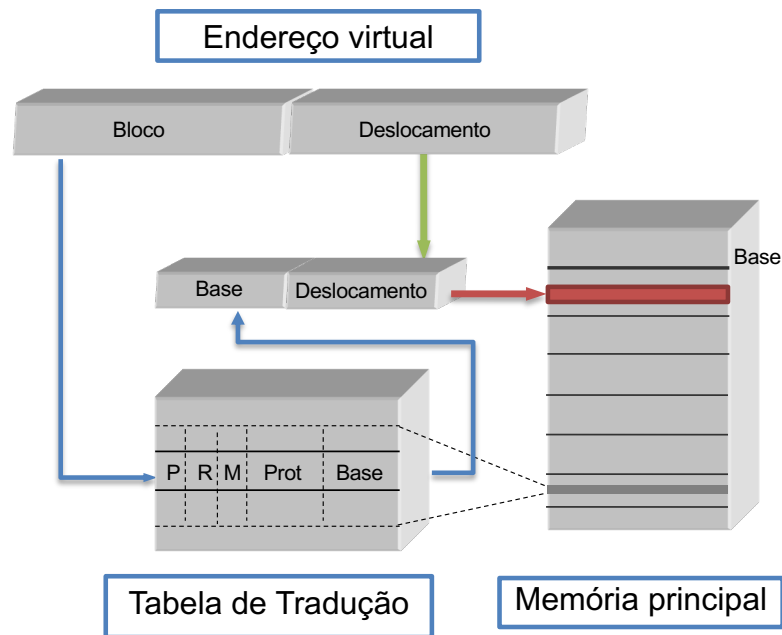 Endereço virtual
Bloco
Deslocamento
Base
Base
Deslocamento
P R M Prot Base
Tabela de Tradução
Memória principal